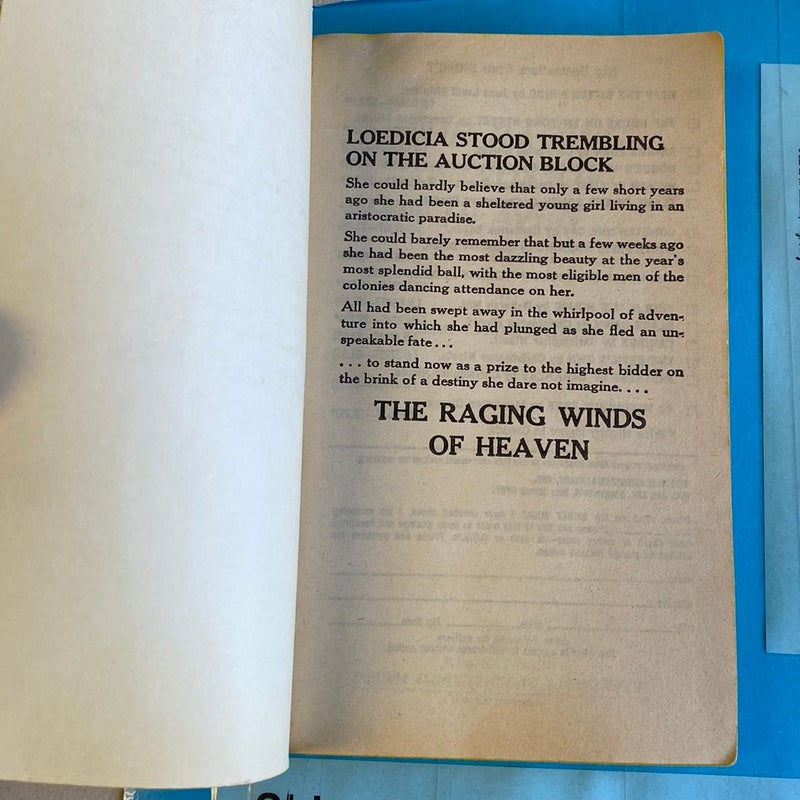 LOEDICIA STOOD TREMBLING
ON THE AUCTION BLOCK
She could hardly believe that only a few short years
ago she had been a sheltered young girl living in an
aristocratic paradise.
She could barely remember that but a few weeks ago
she had been the most dazzling beauty at the year's
most splendid ball, with the most eligible men of the
colonies dancing attendance on her.
All had been swept away in the whirlpool of adven-
ture into which she had plunged as she fled an un-
speakable fate . . .
. . . to stand now as a prize to the highest bidder on
the brink of a destiny she dare not imagine. . . .
THE RAGING WINDS
OF HEAVEN